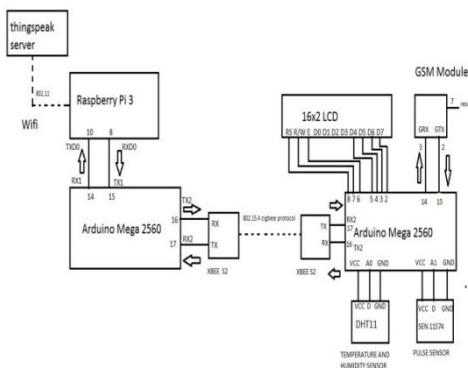 thingspeak
server
802.11
Wifi
Raspberry Pi 3
10 8
TXD0 RXD0
RX1 TX1
14 15
Arduino Mega 2560
TX2
16
RX2
17
RX
TX
XBEE S2
802.15.4 zigbee protocol
TX
RX
XBEE S2
RX2
17
16
TX2
16x2 LCD
RS R/W E D0 D1 D2 D3 D4 D5 D6 D7
8 7 6 5 4 3 2
GSM Module
7
GRX GTX
3 2
14 15
Arduino Mega 2560
VCC A0 GND
VCC D GND
DHT11
TEMPERATURE AND
HUMIDITY SENSOR
VCC A1 GND
VCC D GND
SEN 11574
PULSE SENSOR